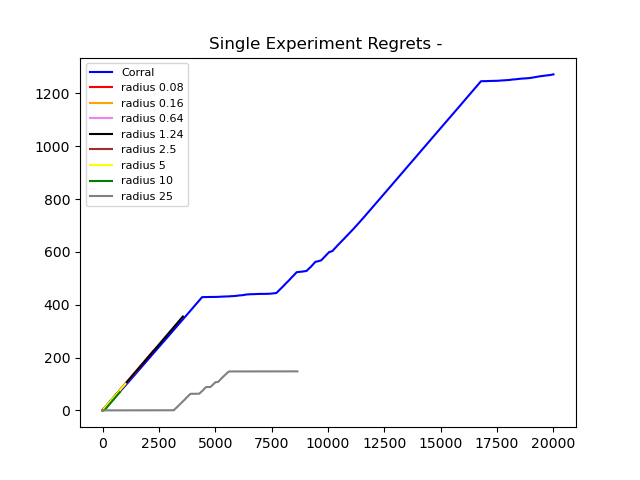 Single Experiment Regrets -
Corral
radius 0.08
radius 0.16
radius 0.64
radius 1.24
radius 2.5
radius 5
radius 10
radius 25
1200
1000
800
600
400
200
0
0 2500 5000 7500 10000 12500 15000 17500 20000